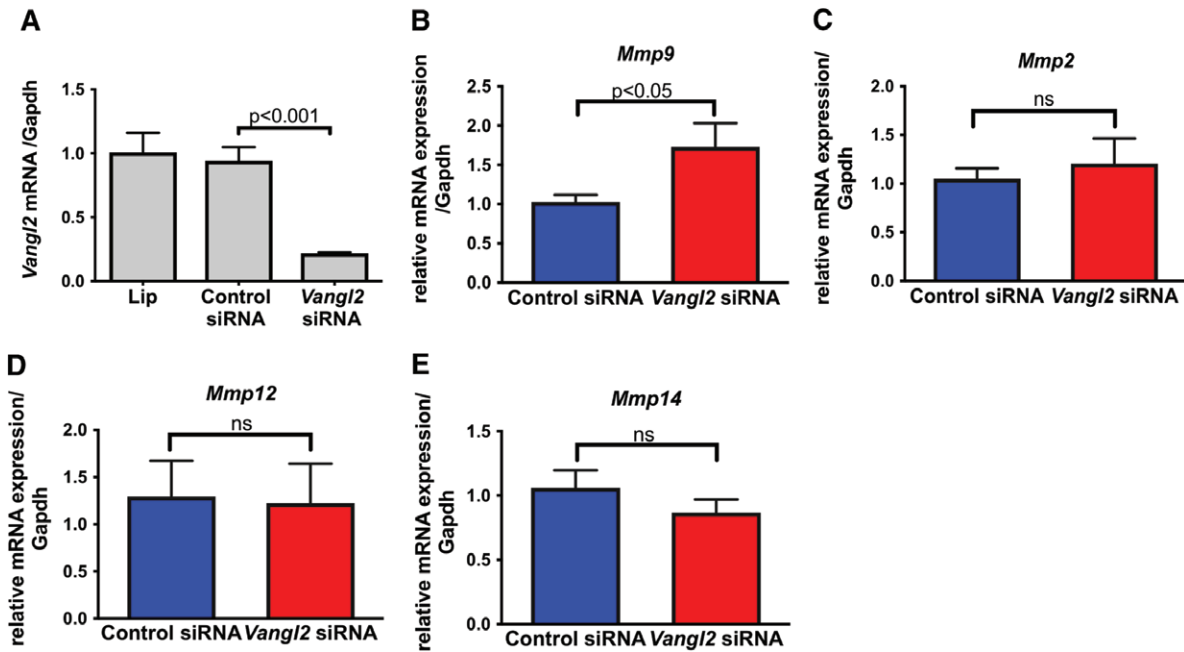 A
Vangl2 mRNA /Gapdh
1.5
1.0
0.5
0.0
p<0.001
Lip
Control
siRNA
Vangl2
siRNA
B
Mmp9
relative mRNA expression
/Gapdh
2.5
2.0
1.5
1.0
0.5
0.0
p<0.05
Control siRNA
Vangl2 siRNA
C
Mmp2
relative mRNA expression/
Gapdh
2.0
1.5
1.0
0.5
0.0
ns
Control siRNA
Vangl2 siRNA
D
Mmp12
relative mRNA expression/
Gapdh
2.0
1.5
1.0
0.5
0.0
ns
Control siRNA
Vangl2 siRNA
E
Mmp14
relative mRNA expression/
Gapdh
1.5
1.0
0.5
0.0
ns
Control siRNA
Vangl2 siRNA